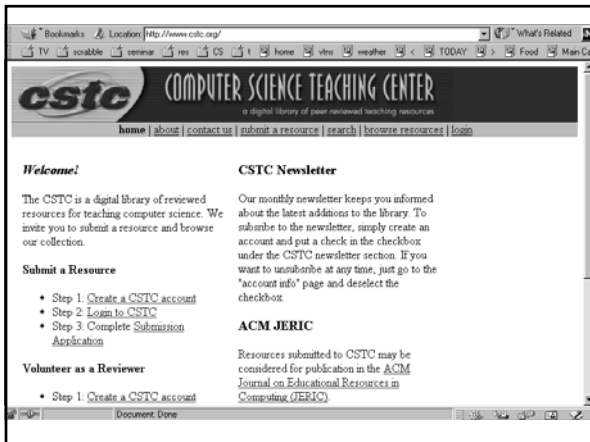 Bookmarks Location: http://www.cstc.org/ What's Related
TV scrabble seminar res CS t home vtns weather < TODAY > Food Main Ca
cstc COMPUTER SCIENCE TEACHING CENTER
a digital library of peer-reviewed teaching resources
home | about | contact us | submit a resource | search | browse resources | login
Welcome!
The CSTC is a digital library of reviewed
resources for teaching computer science. We
invite you to submit a resource and browse
our collection.
Submit a Resource
• Step 1: Create a CSTC account
• Step 2: Login to CSTC
• Step 3: Complete Submission
Application
Volunteer as a Reviewer
• Step 1: Create a CSTC account
CSTC Newsletter
Our monthly newsletter keeps you informed
about the latest additions to the library. To
subsribe to the newsletter, simply create an
account and put a check in the checkbox
under the CSTC newsletter section. If you
want to unsubsribe at any time, just go to the
"account info" page and deselect the
checkbox.
ACM JERIC
Resources submitted to CSTC may be
considered for publication in the ACM
Journal on Educational Resources in
Computing (JERIC).
Document: Done